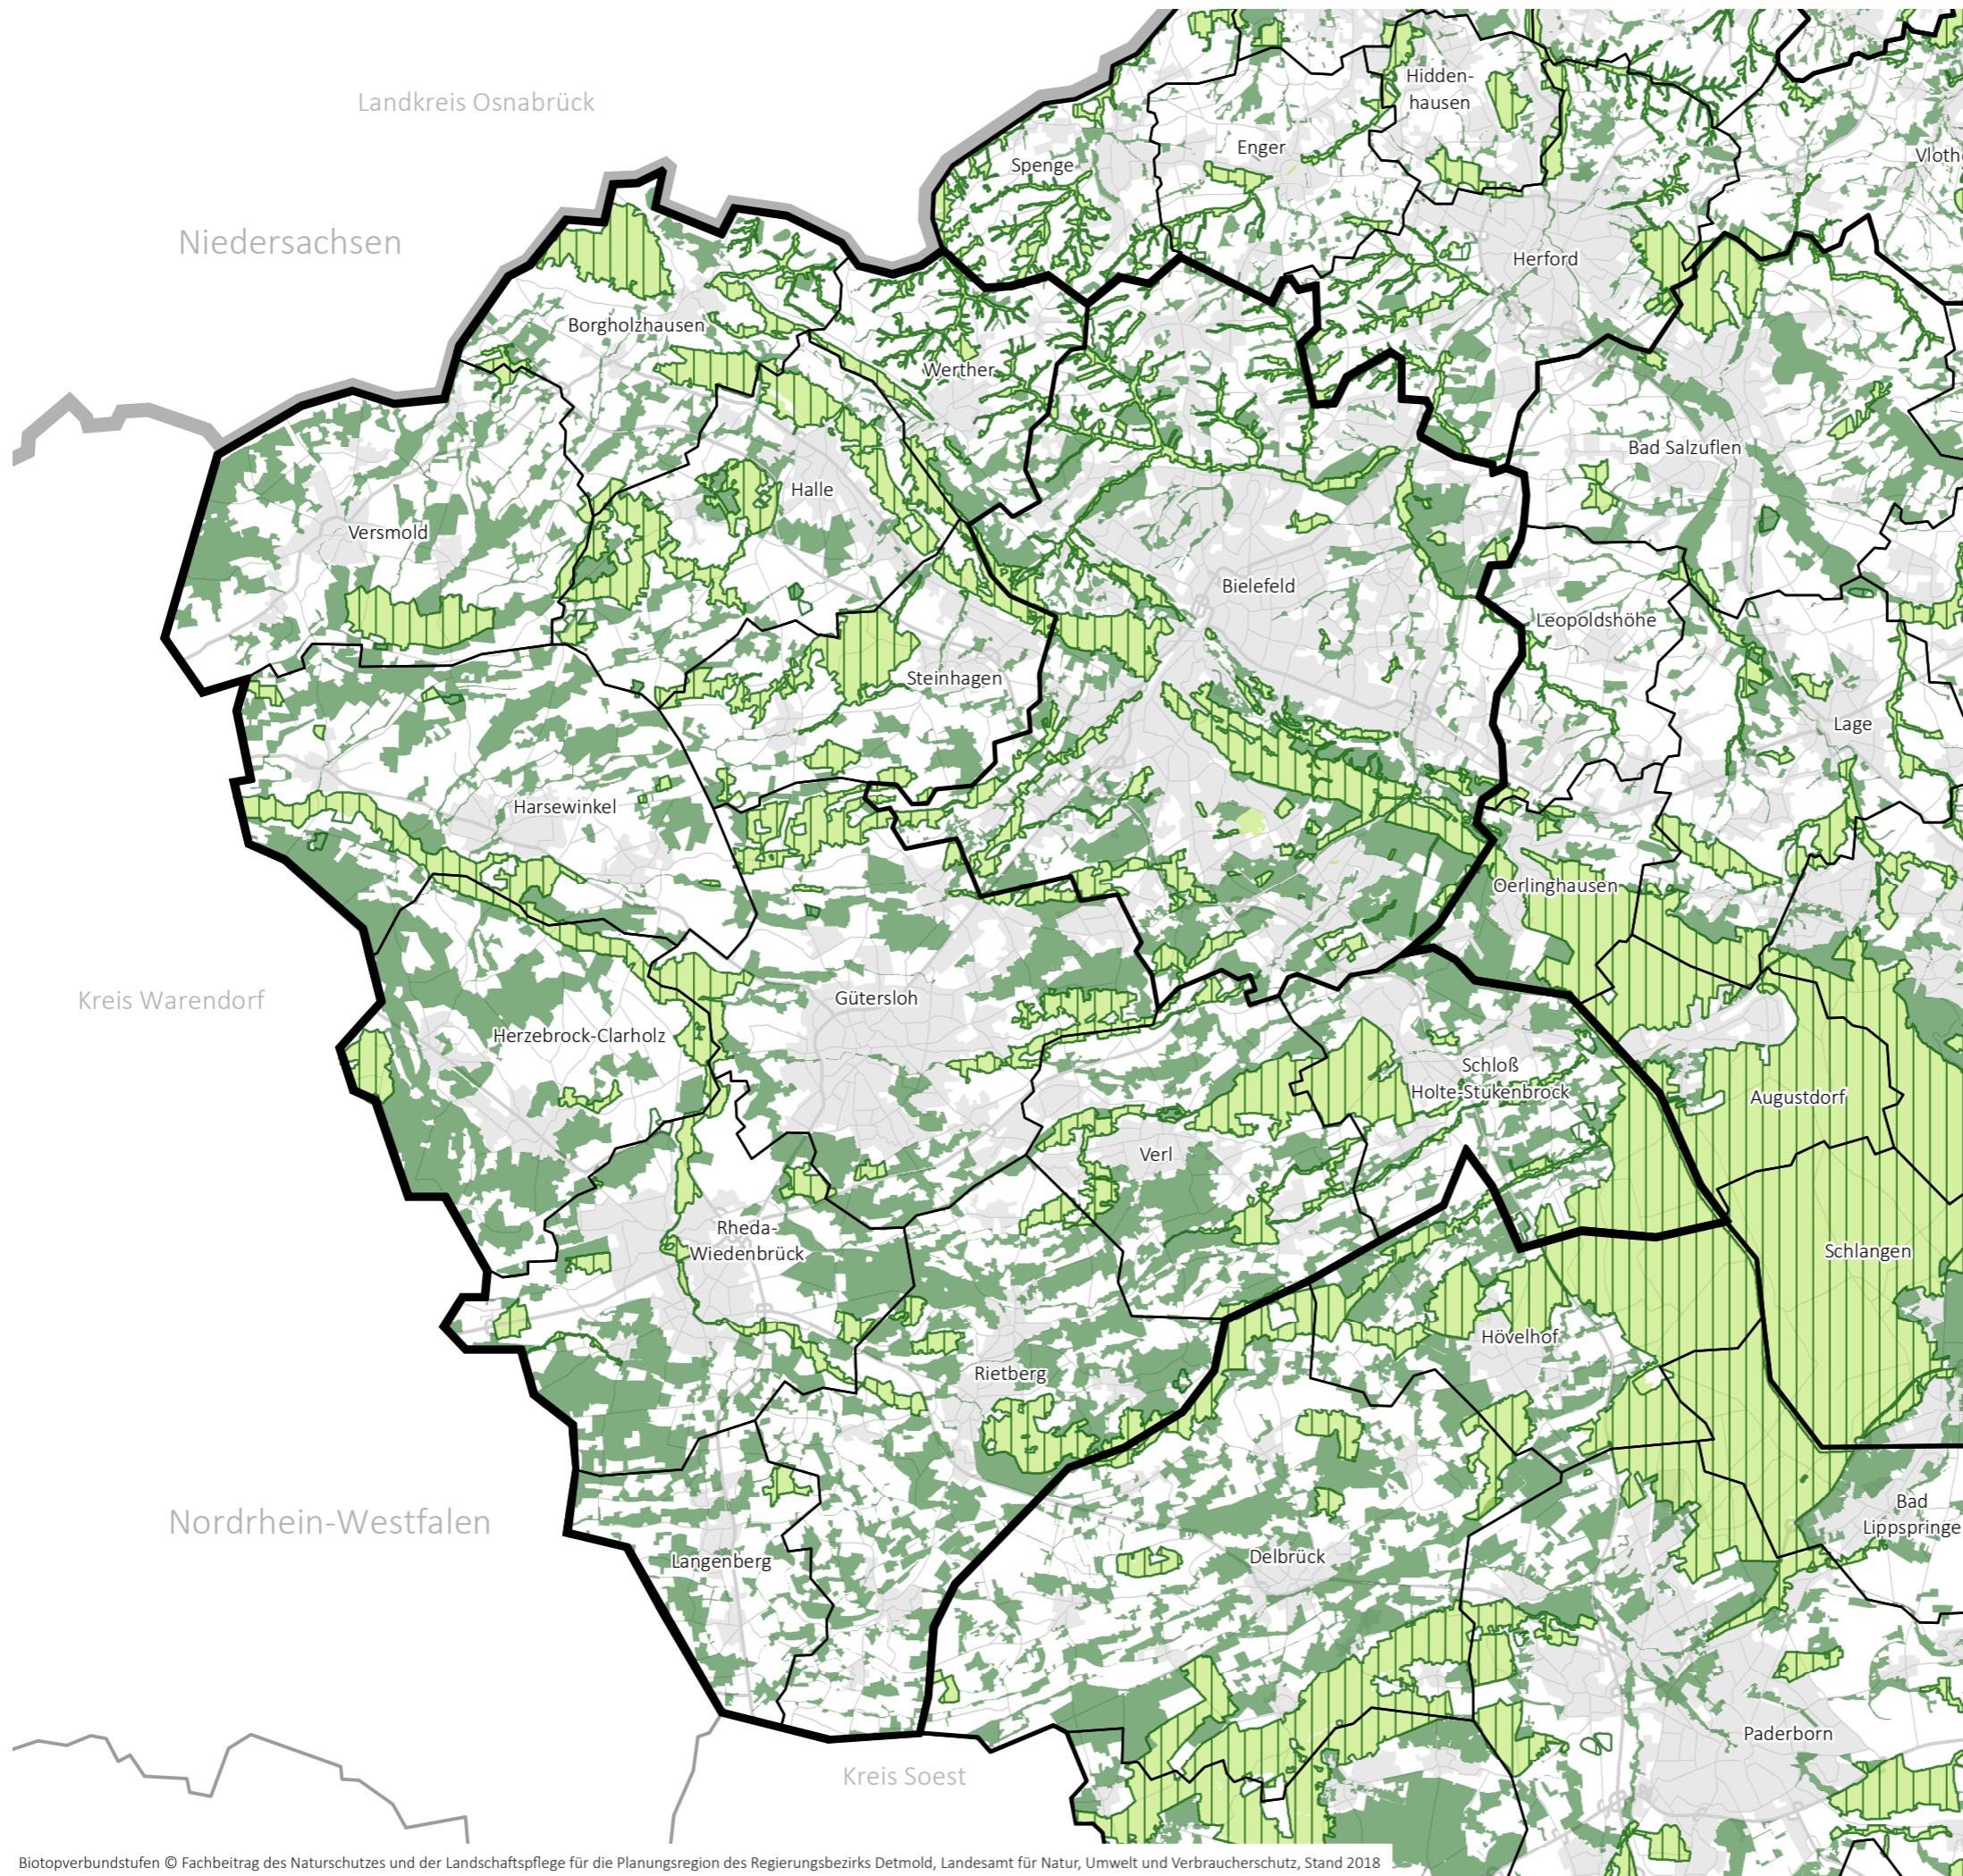 Landkreis Osnabrück
Hidden-
hausen
Enger
Spenge
Niedersachsen
Herford
Borgholzhausen
Werther
Bad Salzuflen
Halle
Versmold
Bielefeld
Leopoldshöhe
Steinhagen
Lage
Harsewinkel
Oerlinghausen
Kreis Warendorf
Gütersloh
Herzebrock-Clarholz
Schloß
Holte-Stukenbrock
Augustdorf
Verl
Rheda-
Wiedenbrück
Schlangen
Hövelhof
Rietberg
Nordrhein-Westfalen
Bad
Lippspringe
Langenberg
Delbrück
Paderborn
Kreis Soest
Biotopverbundstufen © Fachbeitrag des Naturschutzes und der Landschaftspflege für die Planungsregion des Regierungsbezirks Detmold, Landesamt für Natur, Umwelt und Verbraucherschutz, Stand 2018